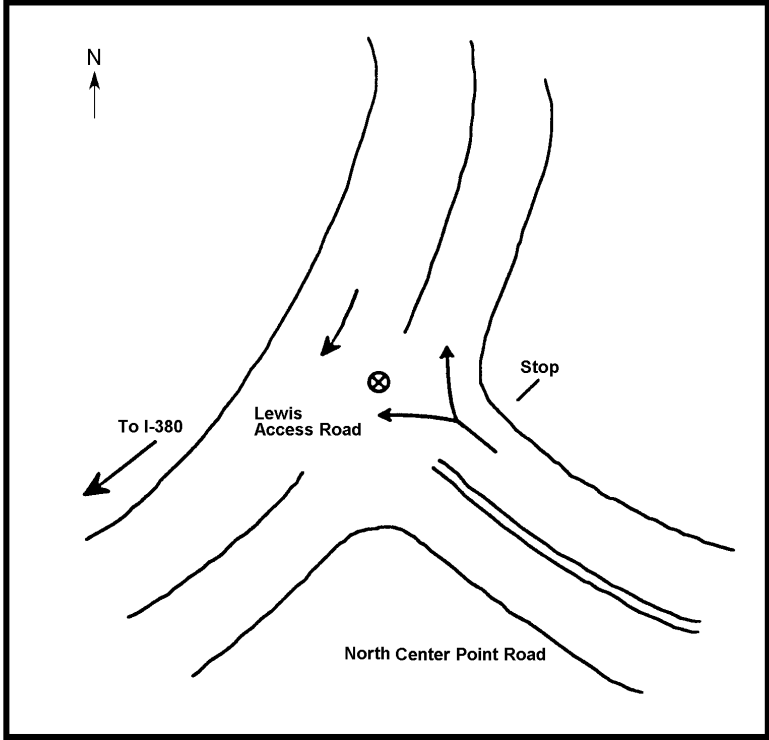 N
Stop
Lewis
Access Road
To I-380
North Center Point Road